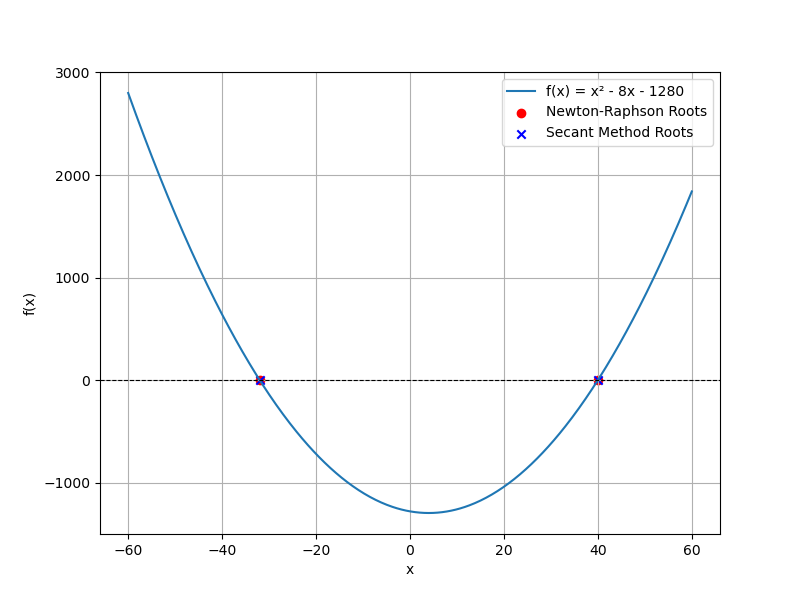 f(x) = x² - 8x - 1280
Newton-Raphson Roots
Secant Method Roots
3000
2000
1000
0
−1000
f(x)
−60 −40 −20 0 20 40 60
x